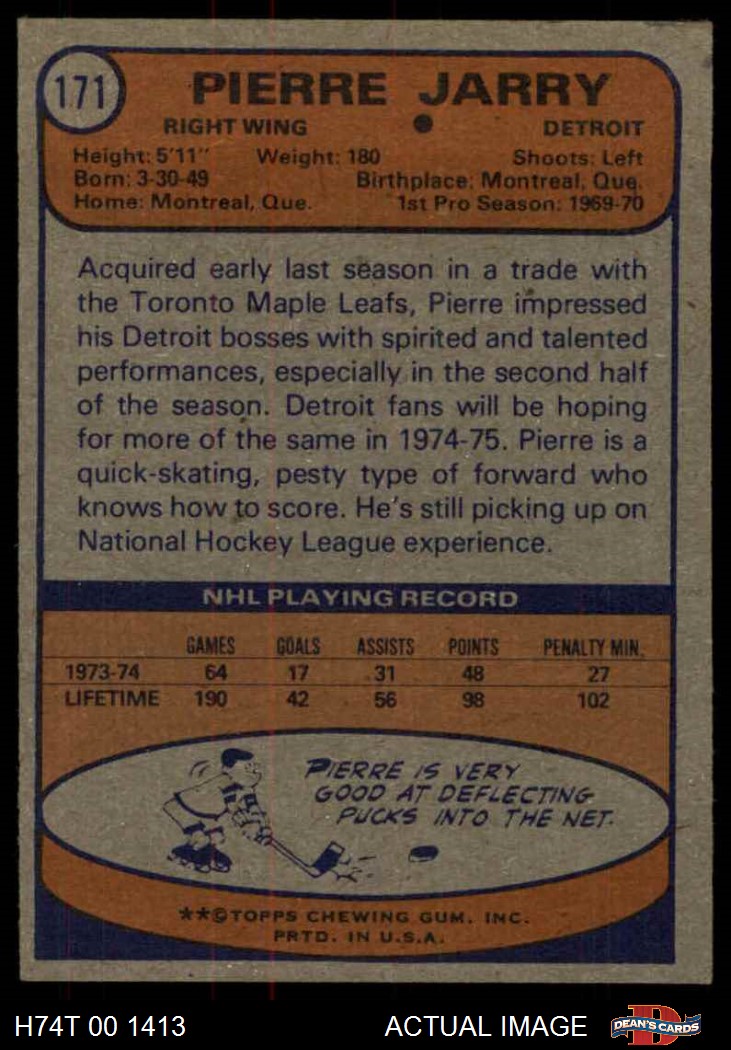 171
PIERRE JARRY
RIGHT WING
DETROIT
Height: 5'11" Weight: 180 Shoots: Left
Born: 3-30-49 Birthplace: Montreal, Que.
Home: Montreal, Que. 1st Pro Season: 1969-70
Acquired early last season in a trade with
the Toronto Maple Leafs, Pierre impressed
his Detroit bosses with spirited and talented
performances, especially in the second half
of the season. Detroit fans will be hoping
for more of the same in 1974-75. Pierre is a
quick-skating, pesty type of forward who
knows how to score. He's still picking up on
National Hockey League experience.
NHL PLAYING RECORD
GAMES GOALS ASSISTS POINTS PENALTY MIN.
1973-74 64 17 31 48 27
LIFETIME 190 42 56 98 102
PIERRE IS VERY
GOOD AT DEFLECTING
PUCKS INTO THE NET.
**©TOPPS CHEWING GUM. INC.
PRTD. IN U.S.A.
H74T 00 1413 ACTUAL IMAGE
D
DEAN'S CARDS